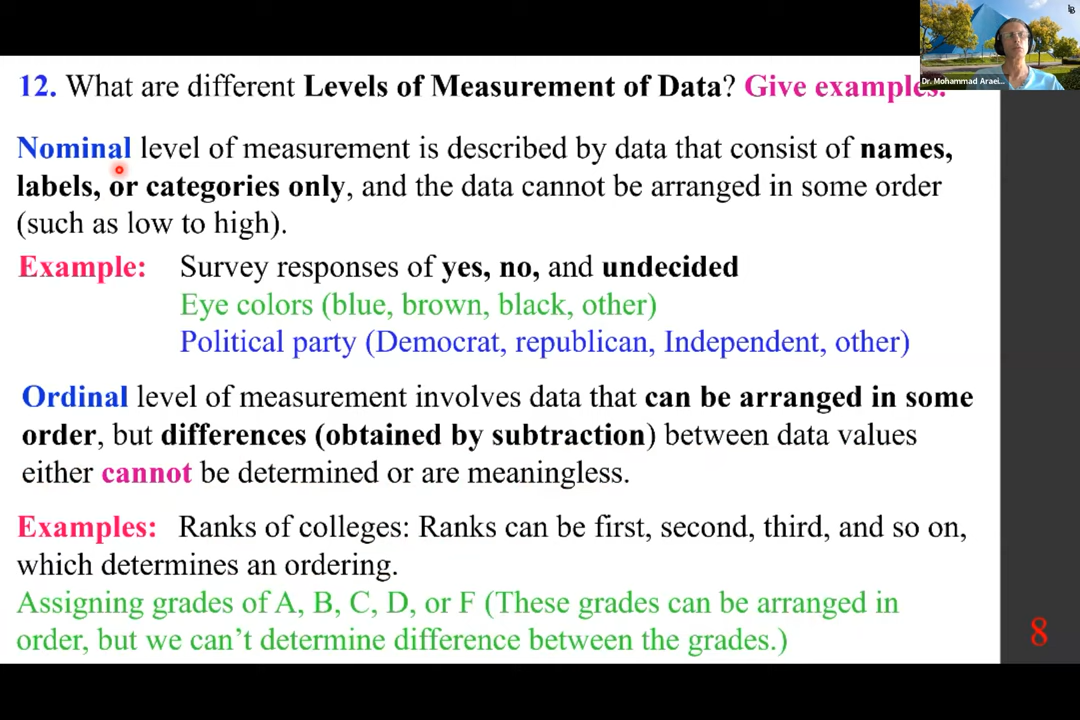 12. What are different Levels of Measurement of Data? Give examples.
Dr. Mohammad Araei...
Nominal level of measurement is described by data that consist of names,
labels, or categories only, and the data cannot be arranged in some order
(such as low to high).
Example: Survey responses of yes, no, and undecided
Eye colors (blue, brown, black, other)
Political party (Democrat, republican, Independent, other)
Ordinal level of measurement involves data that can be arranged in some
order, but differences (obtained by subtraction) between data values
either cannot be determined or are meaningless.
Examples: Ranks of colleges: Ranks can be first, second, third, and so on,
which determines an ordering.
Assigning grades of A, B, C, D, or F (These grades can be arranged in
order, but we can't determine difference between the grades.)
8